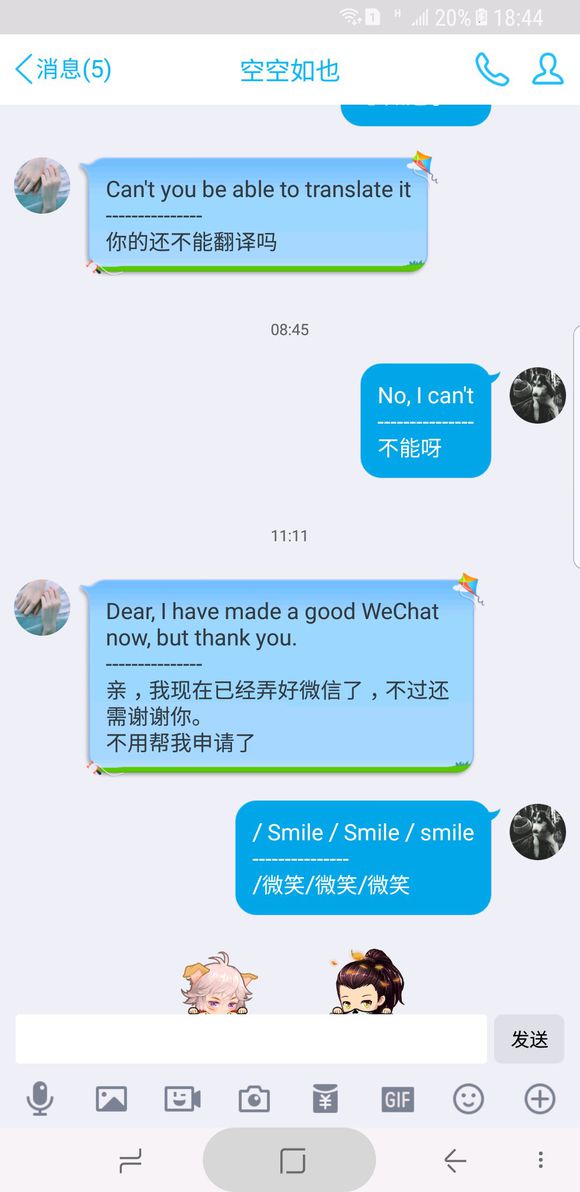 1 H 20% 18:44
消息(5)
空空如也
Can't you be able to translate it
---------------
你的还不能翻译吗
08:45
No, I can't
---------------
不能呀
11:11
Dear, I have made a good WeChat
now, but thank you.
---------------
亲，我现在已经弄好微信了，不过还
需谢谢你。
不用帮我申请了
/ Smile / Smile / smile
---------------
/微笑/微笑/微笑
发送
¥
GIF